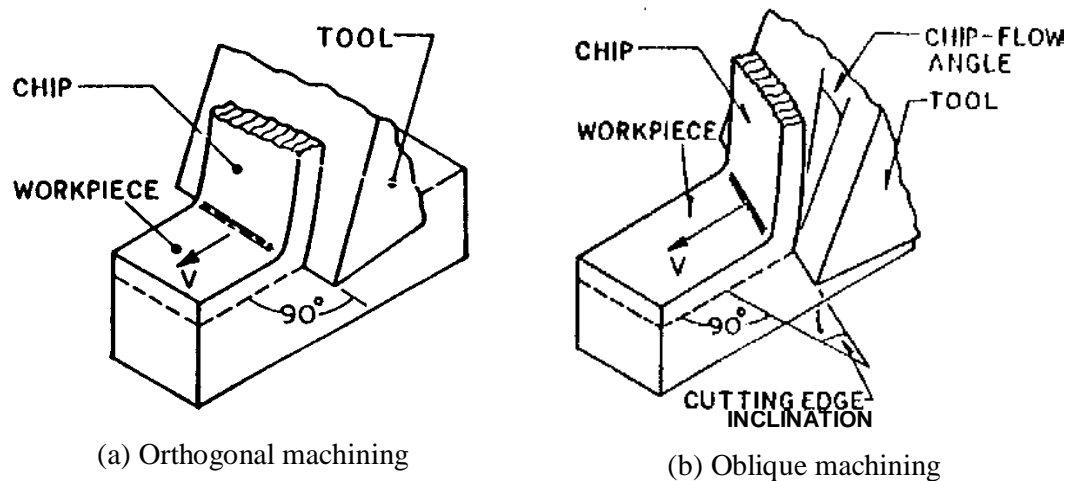 TOOL
CHIP
WORKPIECE
V
90°
(a) Orthogonal machining
CHIP
CHIP-FLOW
ANGLE
TOOL
WORKPIECE
V
90°
CUTTING EDGE
INCLINATION
(b) Oblique machining